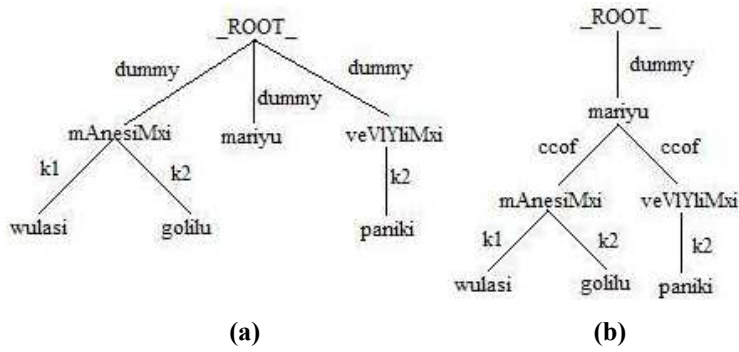 _ROOT_
dummy dummy dummy
mAnesiMxi mariyu veVlYliMxi
k1 k2 k2
wulasi golilu paniki
(a)
_ROOT_
dummy
mariyu
ccof ccof
mAnesiMxi veVlYliMxi
k1 k2 k2
wulasi golilu paniki
(b)